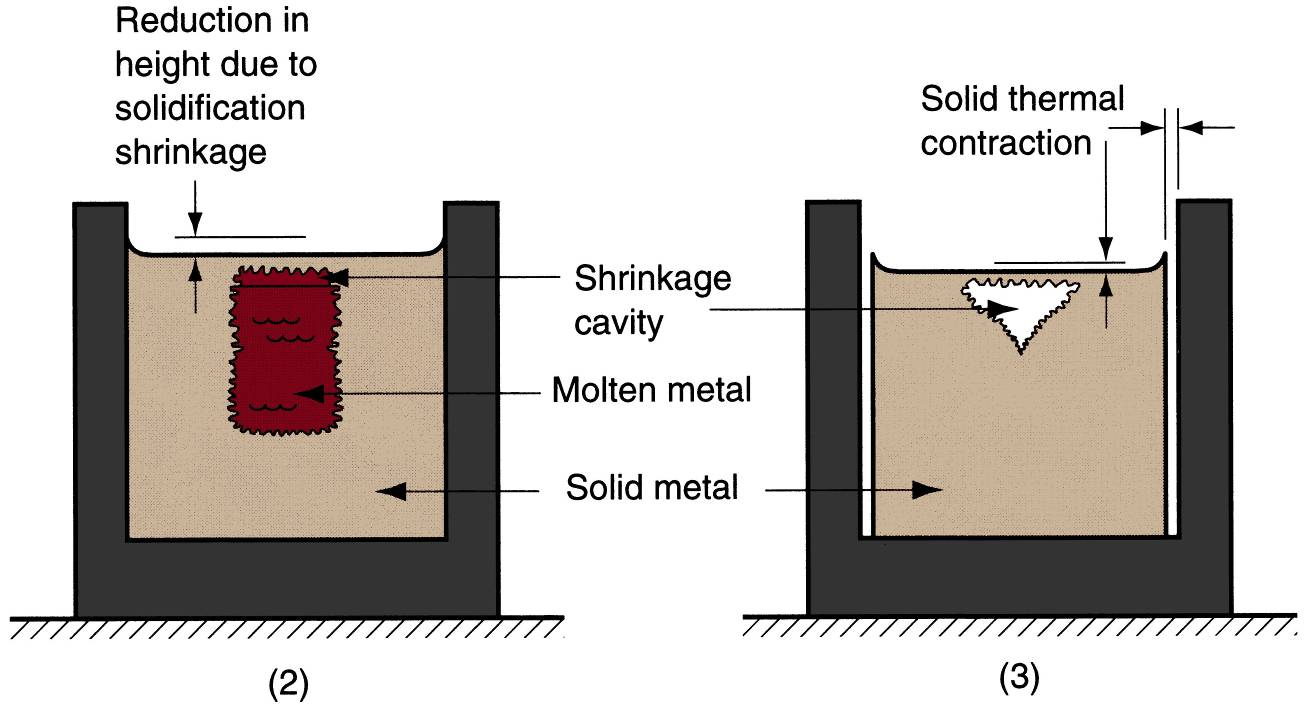 Reduction in
height due to
solidification
shrinkage
Solid thermal
contraction
Shrinkage
cavity
Molten metal
Solid metal
(2)
(3)